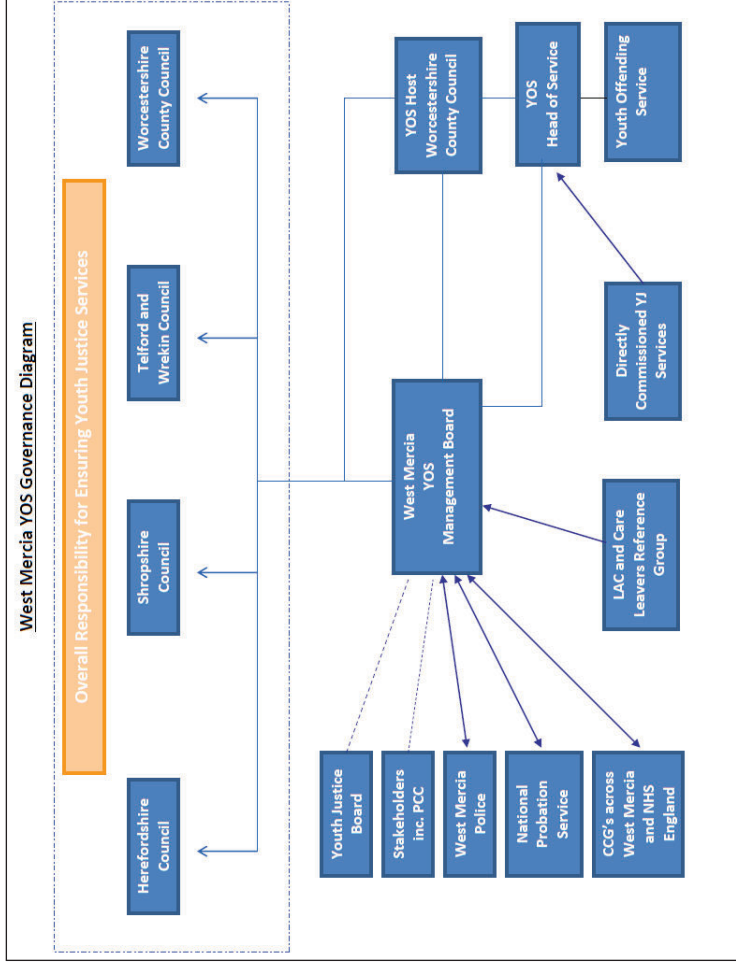 West Mercia YOS Governance Diagram
Overall Responsibility for Ensuring Youth Justice Services
Herefordshire
Council
Shropshire
Council
Telford and
Wrekin Council
Worcestershire
County Council
Youth Justice
Board
Stakeholders
inc. PCC
West Mercia
Police
National
Probation
Service
CCG's across
West Mercia
and NHS
England
West Mercia
YOS
Management Board
YOS Host
Worcestershire
County Council
YOS
Head of Service
Youth Offending
Service
LAC and Care
Leavers Reference
Group
Directly
Commissioned YJ
Services